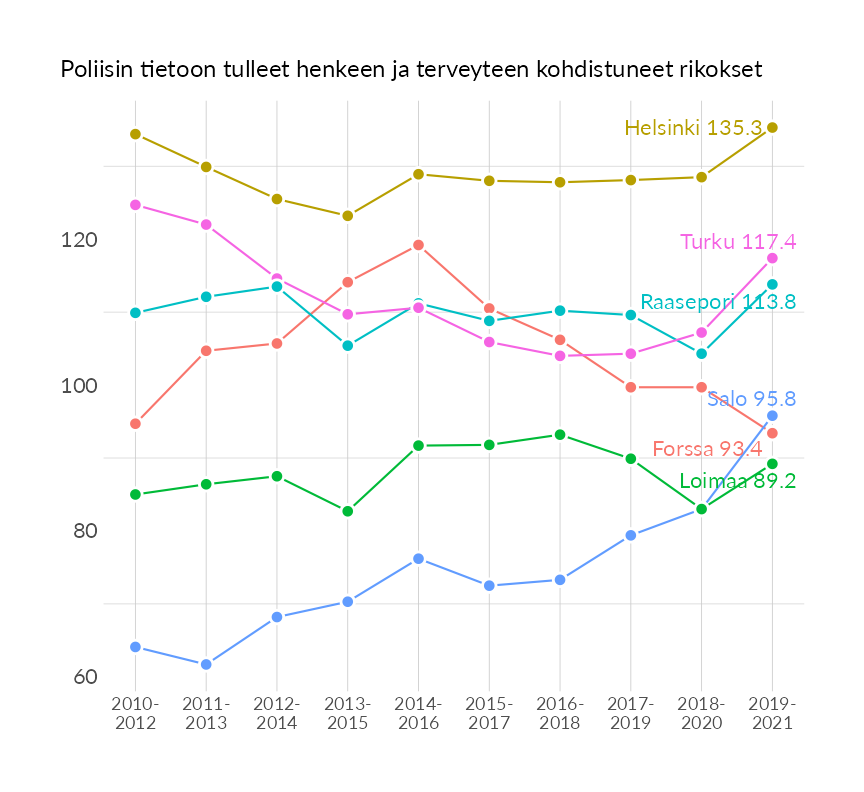 Poliisin tietoon tulleet henkeen ja terveyteen kohdistuneet rikokset
Helsinki 135.3
120
Turku 117.4
Raasepori 113.8
100
Salo 95.8
Forssa 93.4
Loimaa 89.2
80
60
2010- 2011- 2012- 2013- 2014- 2015- 2016- 2017- 2018- 2019-
2012 2013 2014 2015 2016 2017 2018 2019 2020 2021